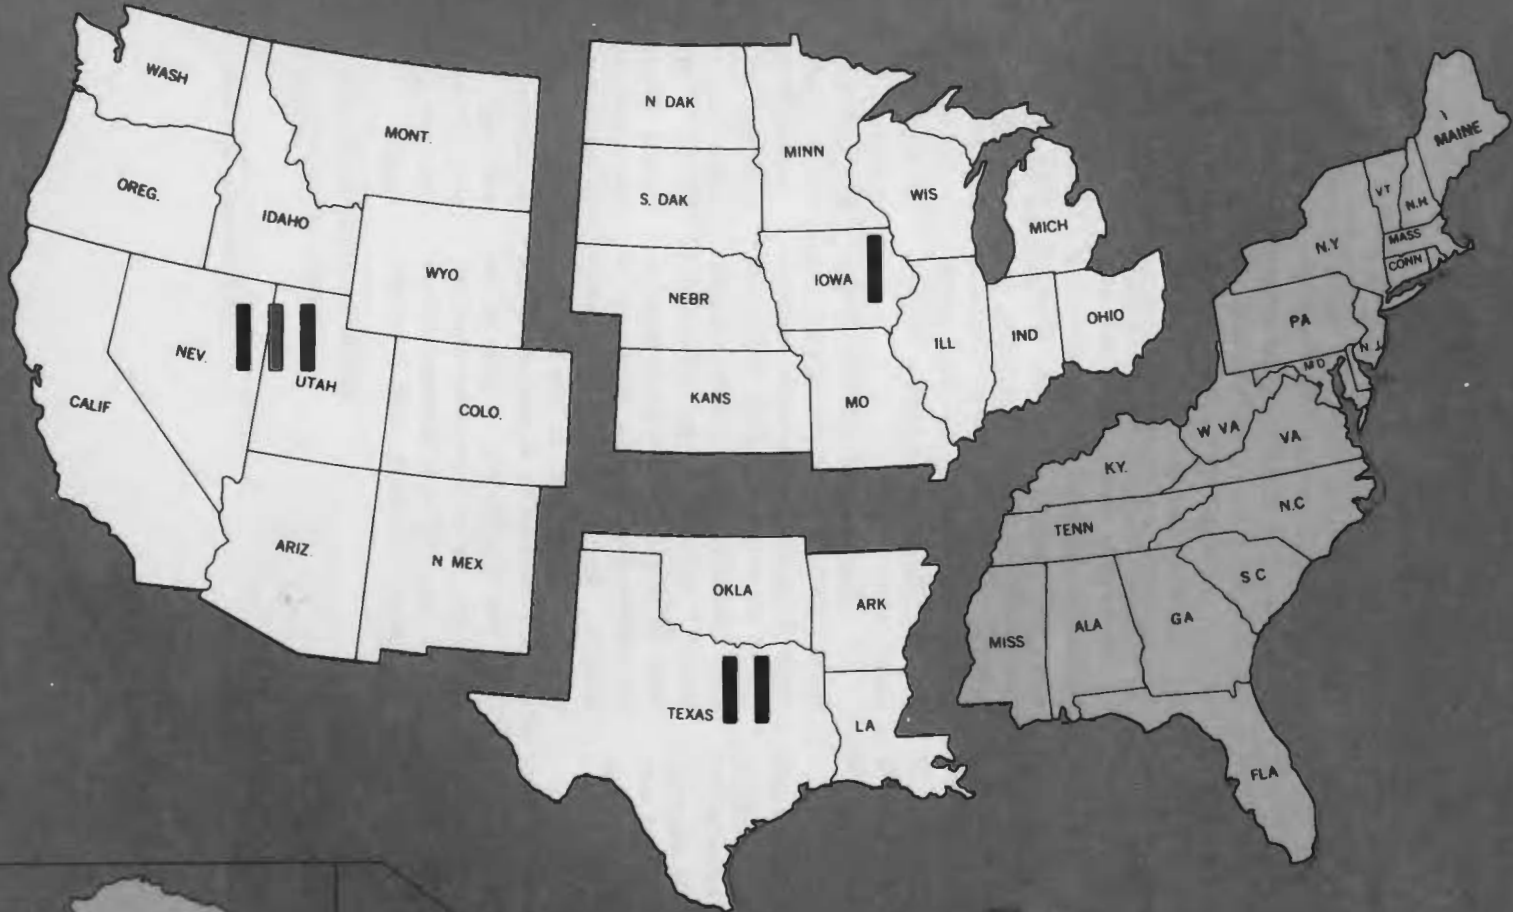 WASH
MONT.
OREG.
IDAHO
WYO
NEV.
UTAH
CALIF
COLO.
ARIZ.
N MEX
N DAK
MINN
S. DAK
WIS
MICH
IOWA
NEBR
ILL
IND
OHIO
KANS
MO
OKLA
ARK
TEXAS
LA
MAINE
VT
N.H
N.Y
MASS
CONN
PA
N.J.
MD
W VA
VA
KY.
TENN
N.C
S C
MISS
ALA
GA
FLA